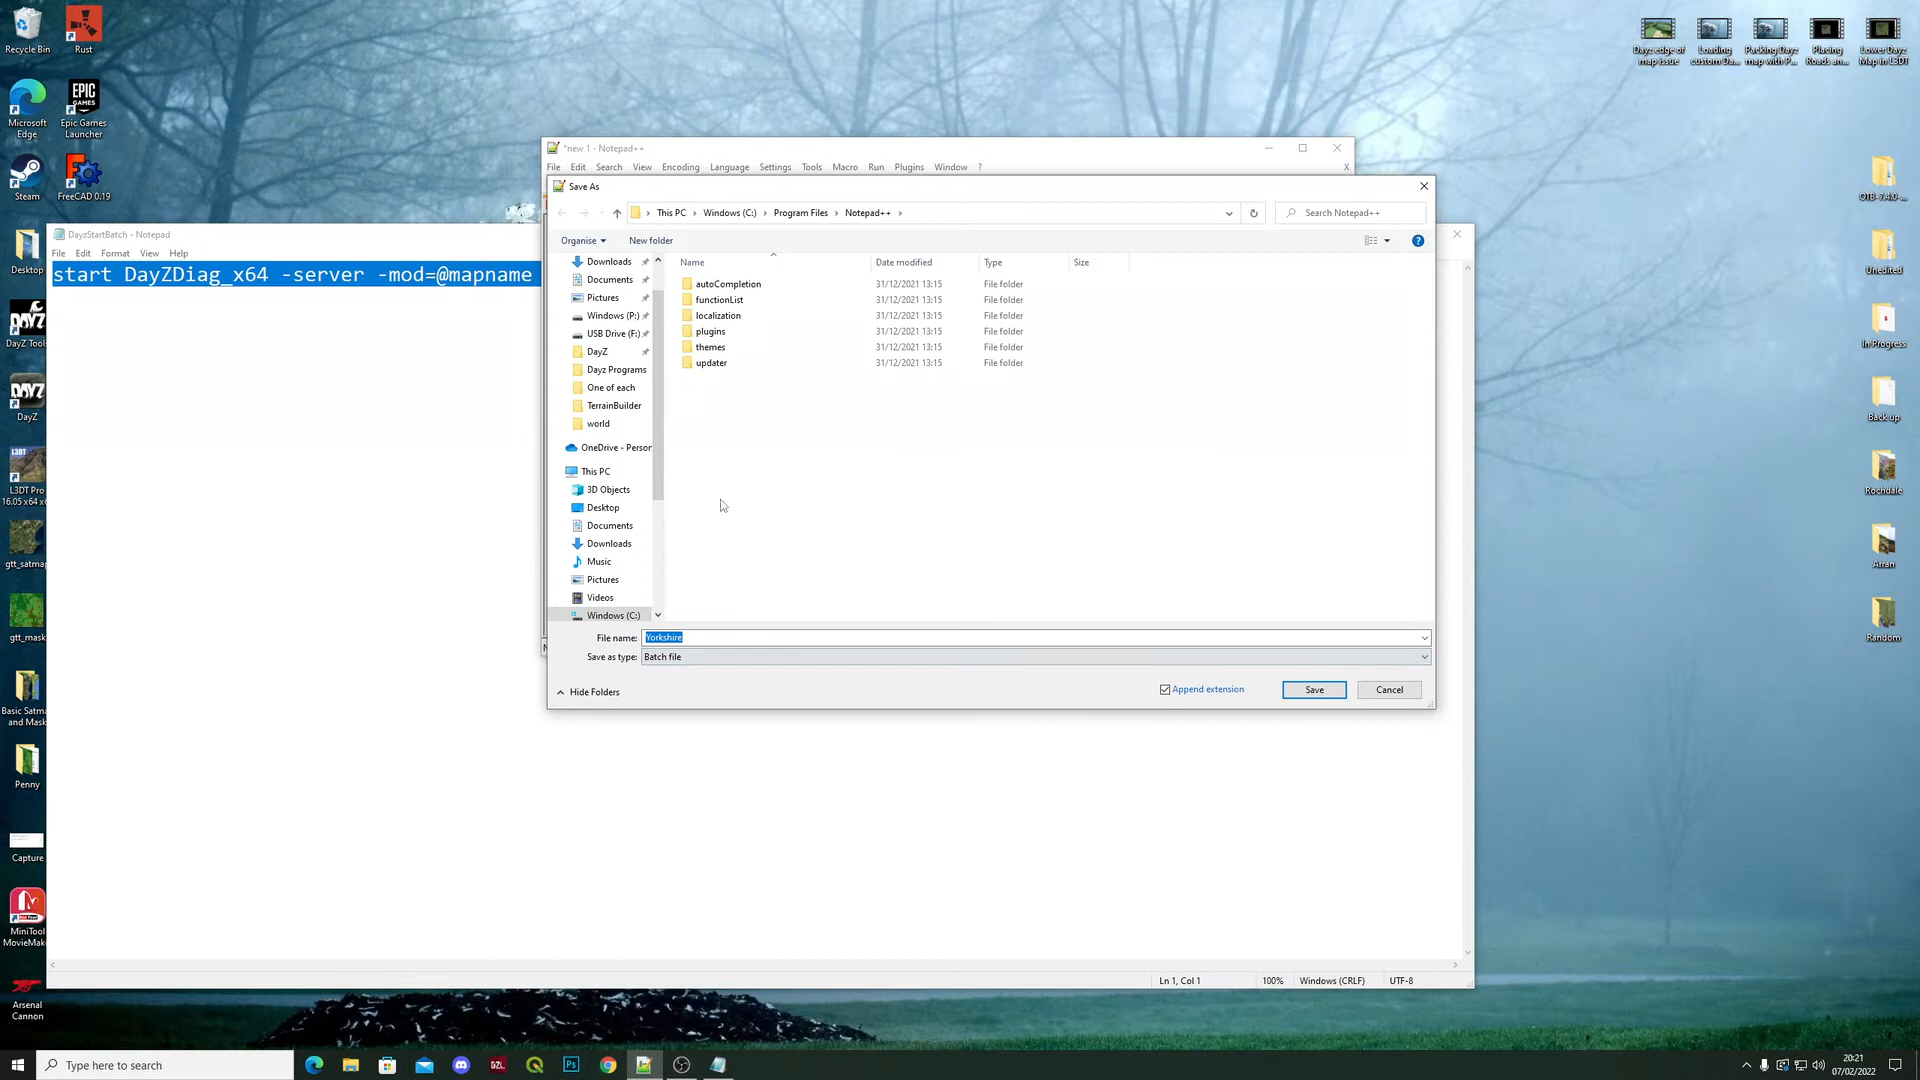 Recycle Bin
Rust
Microsoft Edge
Epic Games Launcher
Steam
FreeCAD 0.19
Desktop
DayZ Tools
DayZ
L3DT Pro 16.05 x64
gtt_satmap
gtt_mask
Basic Satma and Mask
Penny
Capture
MiniTool MovieMak
Arsenal Cannon
Dayz edge of map issue
Loading custom Da...
Packing Dayz map with P...
Placing Roads an...
Lower Dayz Map in L3DT
OTB-7.4.0-...
Unedited
In Progress
Back up
Rochdale
Arran
Random
DayzStartBatch - Notepad
File Edit Format View Help
start DayZDiag_x64 -server -mod=@mapname
Ln 1, Col 1 100% Windows (CRLF) UTF-8
*new 1 - Notepad++
File Edit Search View Encoding Language Settings Tools Macro Run Plugins Window ? X
Save As
This PC > Windows (C:) > Program Files > Notepad++ >
Search Notepad++
Organise New folder
Name Date modified Type Size
autoCompletion 31/12/2021 13:15 File folder
functionList 31/12/2021 13:15 File folder
localization 31/12/2021 13:15 File folder
plugins 31/12/2021 13:15 File folder
themes 31/12/2021 13:15 File folder
updater 31/12/2021 13:15 File folder
Downloads
Documents
Pictures
Windows (P:)
USB Drive (F:)
DayZ
Dayz Programs
One of each
TerrainBuilder
world
OneDrive - Person
This PC
3D Objects
Desktop
Documents
Downloads
Music
Pictures
Videos
Windows (C:)
File name: Yorkshire
Save as type: Batch file
Hide Folders
Append extension
Save
Cancel
Type here to search
20:21
07/02/2022